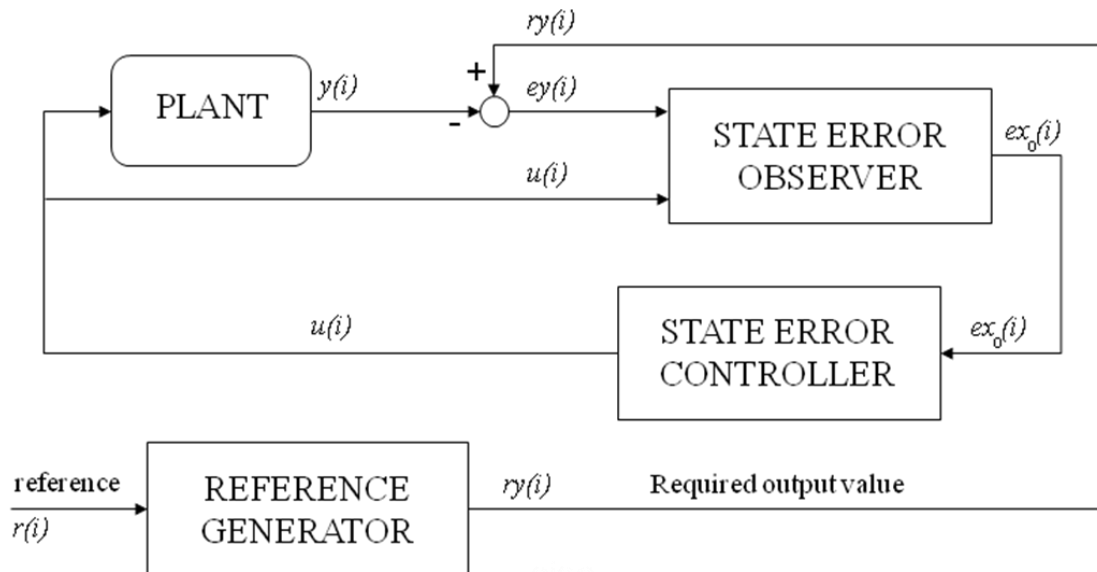 ry(i)
+
PLANT
y(i)
-
ey(i)
STATE ERROR
OBSERVER
ex₀(i)
u(i)
u(i)
STATE ERROR
CONTROLLER
ex₀(i)
reference
r(i)
REFERENCE
GENERATOR
ry(i)
Required output value